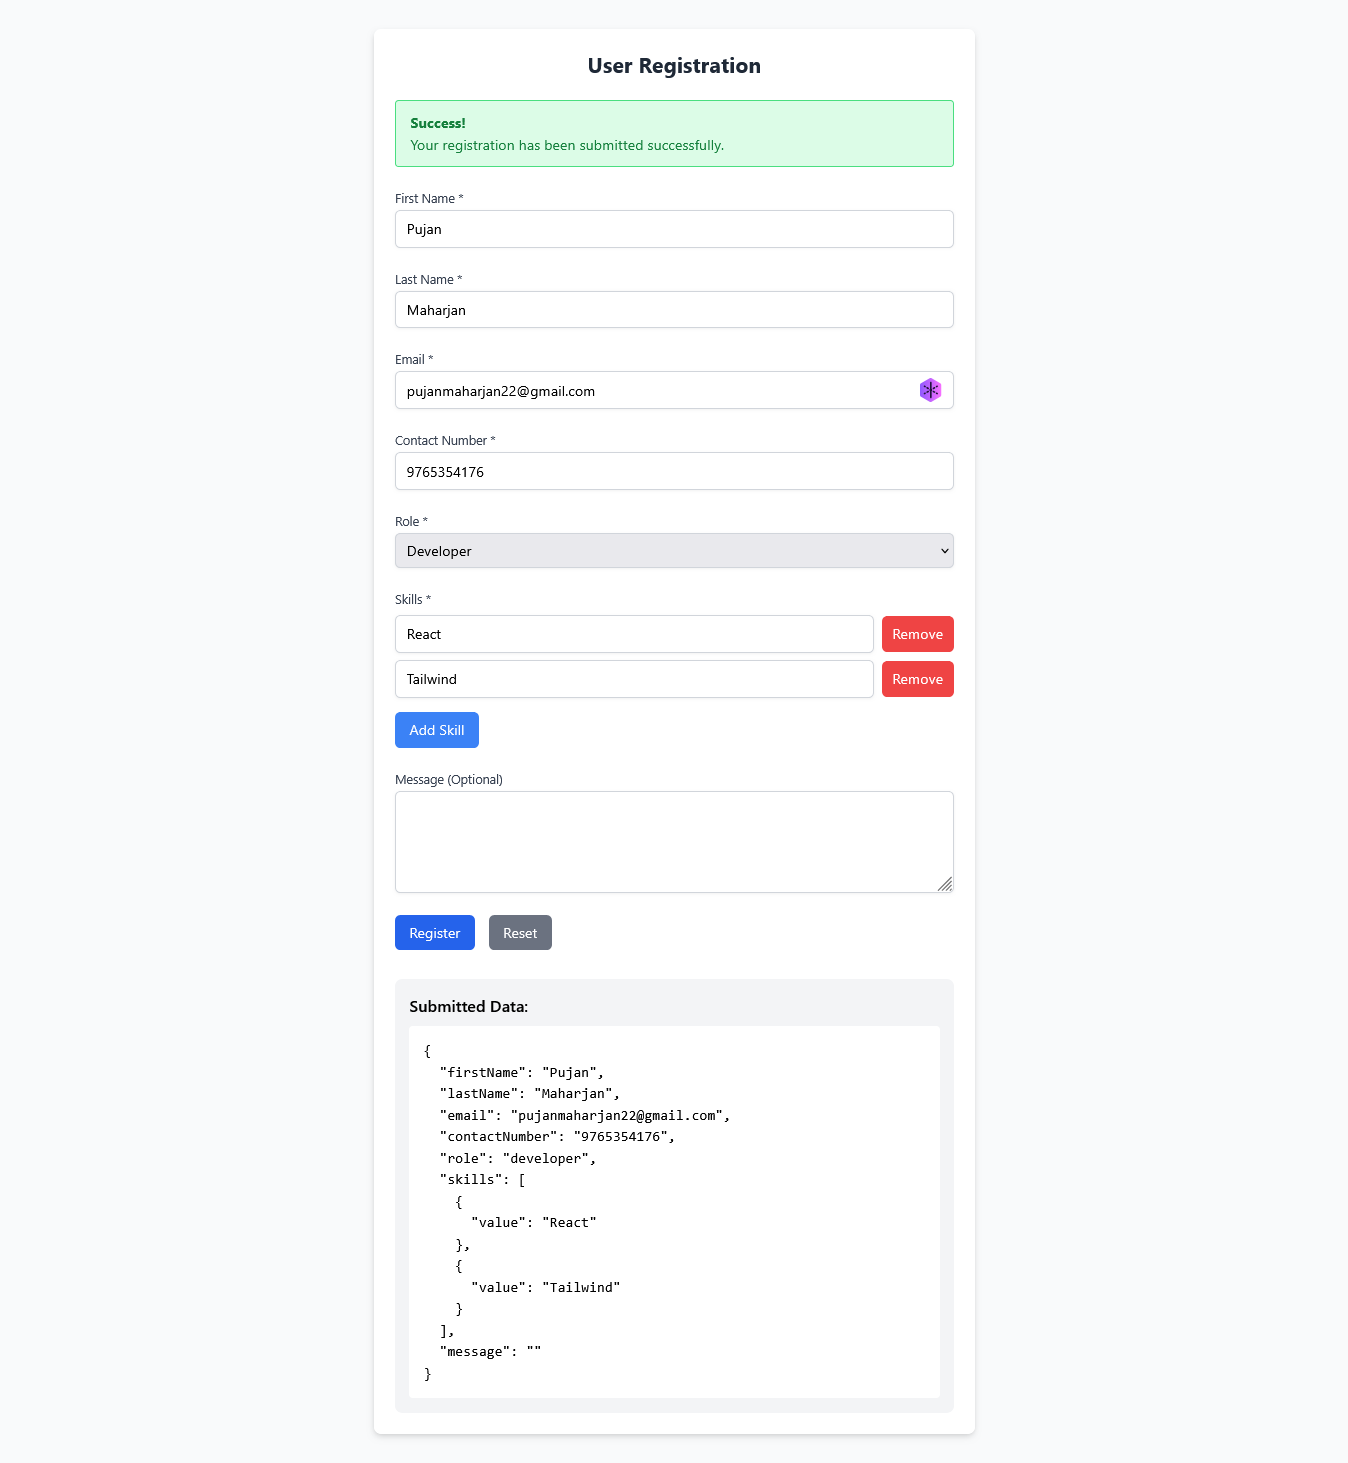 User Registration
Success!
Your registration has been submitted successfully.
First Name *
Pujan
Last Name *
Maharjan
Email *
pujanmaharjan22@gmail.com
Contact Number *
9765354176
Role *
Developer
Skills *
React Remove
Tailwind Remove
Add Skill
Message (Optional)
Register Reset
Submitted Data:
{
  "firstName": "Pujan",
  "lastName": "Maharjan",
  "email": "pujanmaharjan22@gmail.com",
  "contactNumber": "9765354176",
  "role": "developer",
  "skills": [
    {
      "value": "React"
    },
    {
      "value": "Tailwind"
    }
  ],
  "message": ""
}